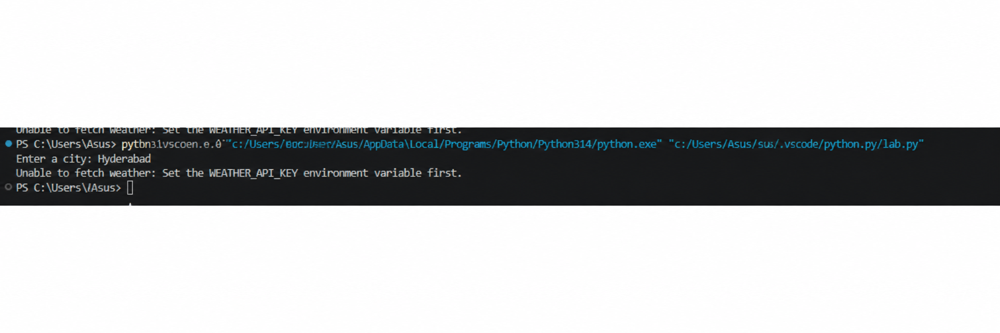 Unable to fetch weather: Set the WEATHER_API_KEY environment variable first.
PS C:\Users\Asus> "c:/Users/Asus/AppData\Local/Programs/Python/Python314/python.exe" "c:/Users/Asus/sus/.vscode/python.py/lab.py"
Enter a city: Hyderabad
Unable to fetch weather: Set the WEATHER_API_KEY environment variable first.
PS C:\Users\/Asus>